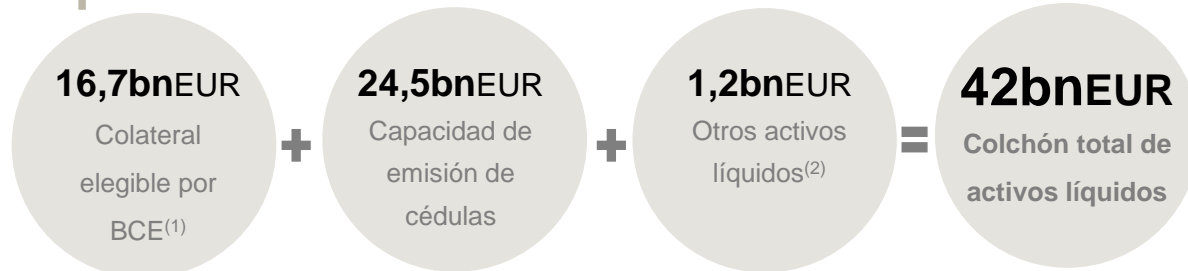 16,7bnEUR
Colateral
elegible por
BCE(1)
+
24,5bnEUR
Capacidad de
emisión de
cédulas
+
1,2bnEUR
Otros activos
líquidos(2)
=
42bnEUR
Colchón total de
activos líquidos